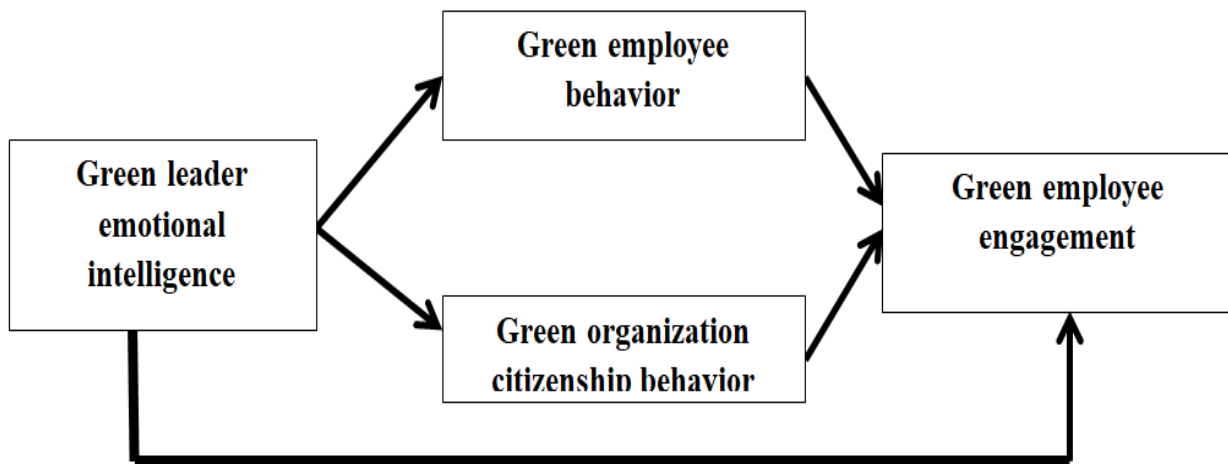 Green employee
behavior
Green leader
emotional
intelligence
Green employee
engagement
Green organization
citizenship behavior